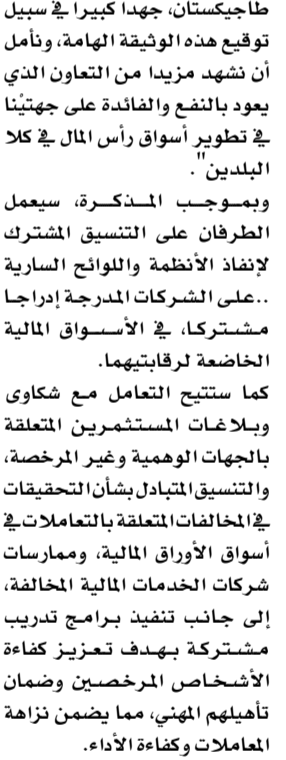 طاجيكستان، جهدا كبيرا في سبيل
توقيع هذه الوثيقة الهامة، ونأمل
أن نشهد مزيدا من التعاون الذي
يعود بالنفع والفائدة على جهتيْنا
في تطوير أسواق رأس المال في كلا
البلدين".
وبموجب المـذكـرة، سيعمل
الطرفان على التنسيق المشترك
لإنفاذ الأنظمة واللوائح السارية
..على الشركات المدرجة إدراجا
مشتركا، في الأسـواق المالية
الخاضعة لرقابتيهما.
كما ستتيح التعامل مع شكاوى
وبلاغات المستثمرين المتعلقة
بالجهات الوهمية وغير المرخصة،
والتنسيق المتبادل بشأن التحقيقات
في المخالفات المتعلقة بالتعاملات في
أسواق الأوراق المالية، وممارسات
شركات الخدمات المالية المخالفة،
إلى جانب تنفيذ برامج تدريب
مشتركة بهدف تعزيز كفاءة
الأشخاص المرخصين وضمان
تأهيلهم المهني، مما يضمن نزاهة
المعاملات وكفاءة الأداء.